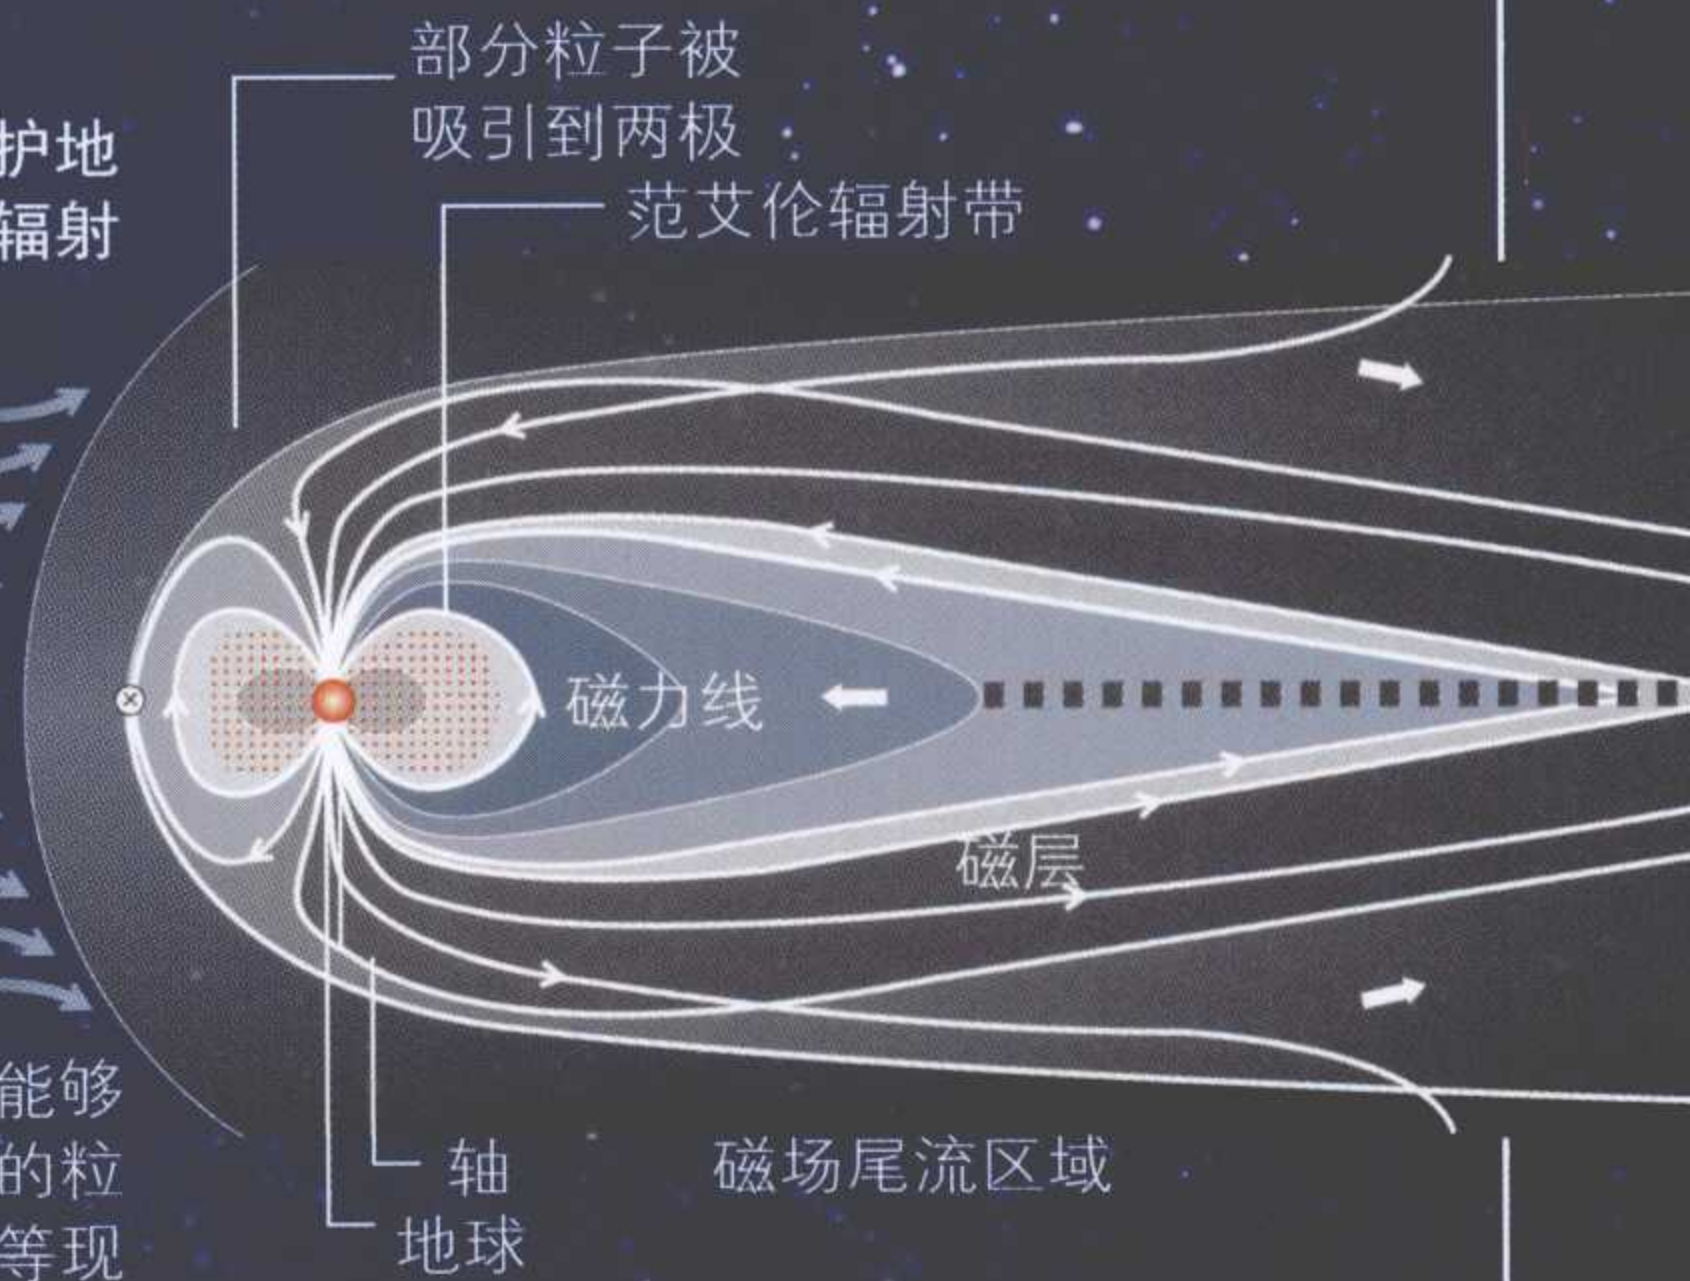 部分粒子被
吸引到两极
护地
辐射
范艾伦辐射带
磁力线
磁层
能够
的粒
等现
轴
地球
磁场尾流区域